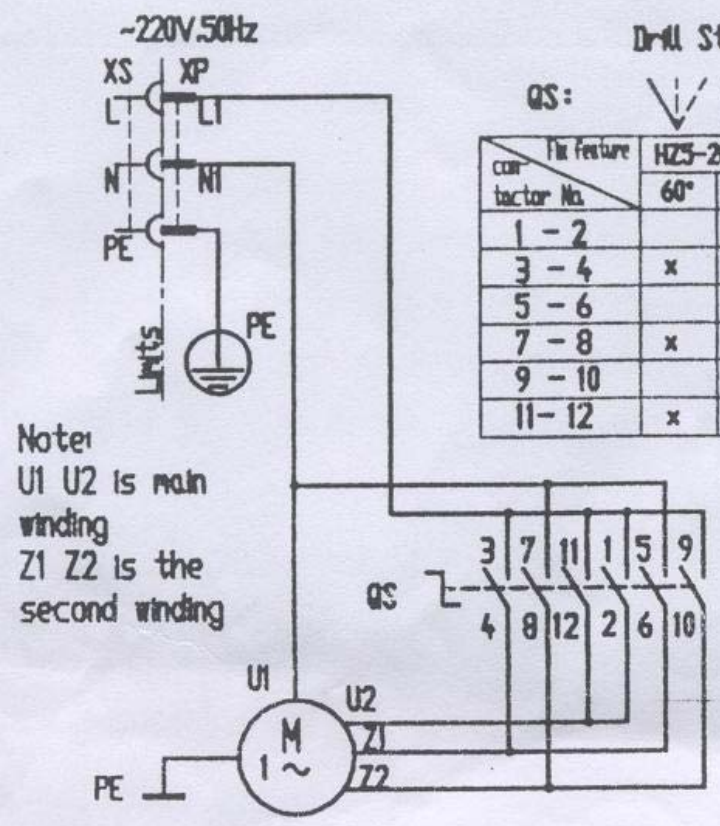 ~220V.50Hz
XS XP
L L1
N N1
PE
PE
Limits
Drill St
QS:
Fix feature
con
tactor No.
HZ5-20
60°
1 - 2
3 - 4 x
5 - 6
7 - 8 x
9 - 10
11- 12 x
Note:
U1 U2 is main
winding
Z1 Z2 is the
second winding
QS
3 7 11 1 5 9
4 8 12 2 6 10
U1
U2
M
1 ~
Z1
Z2
PE